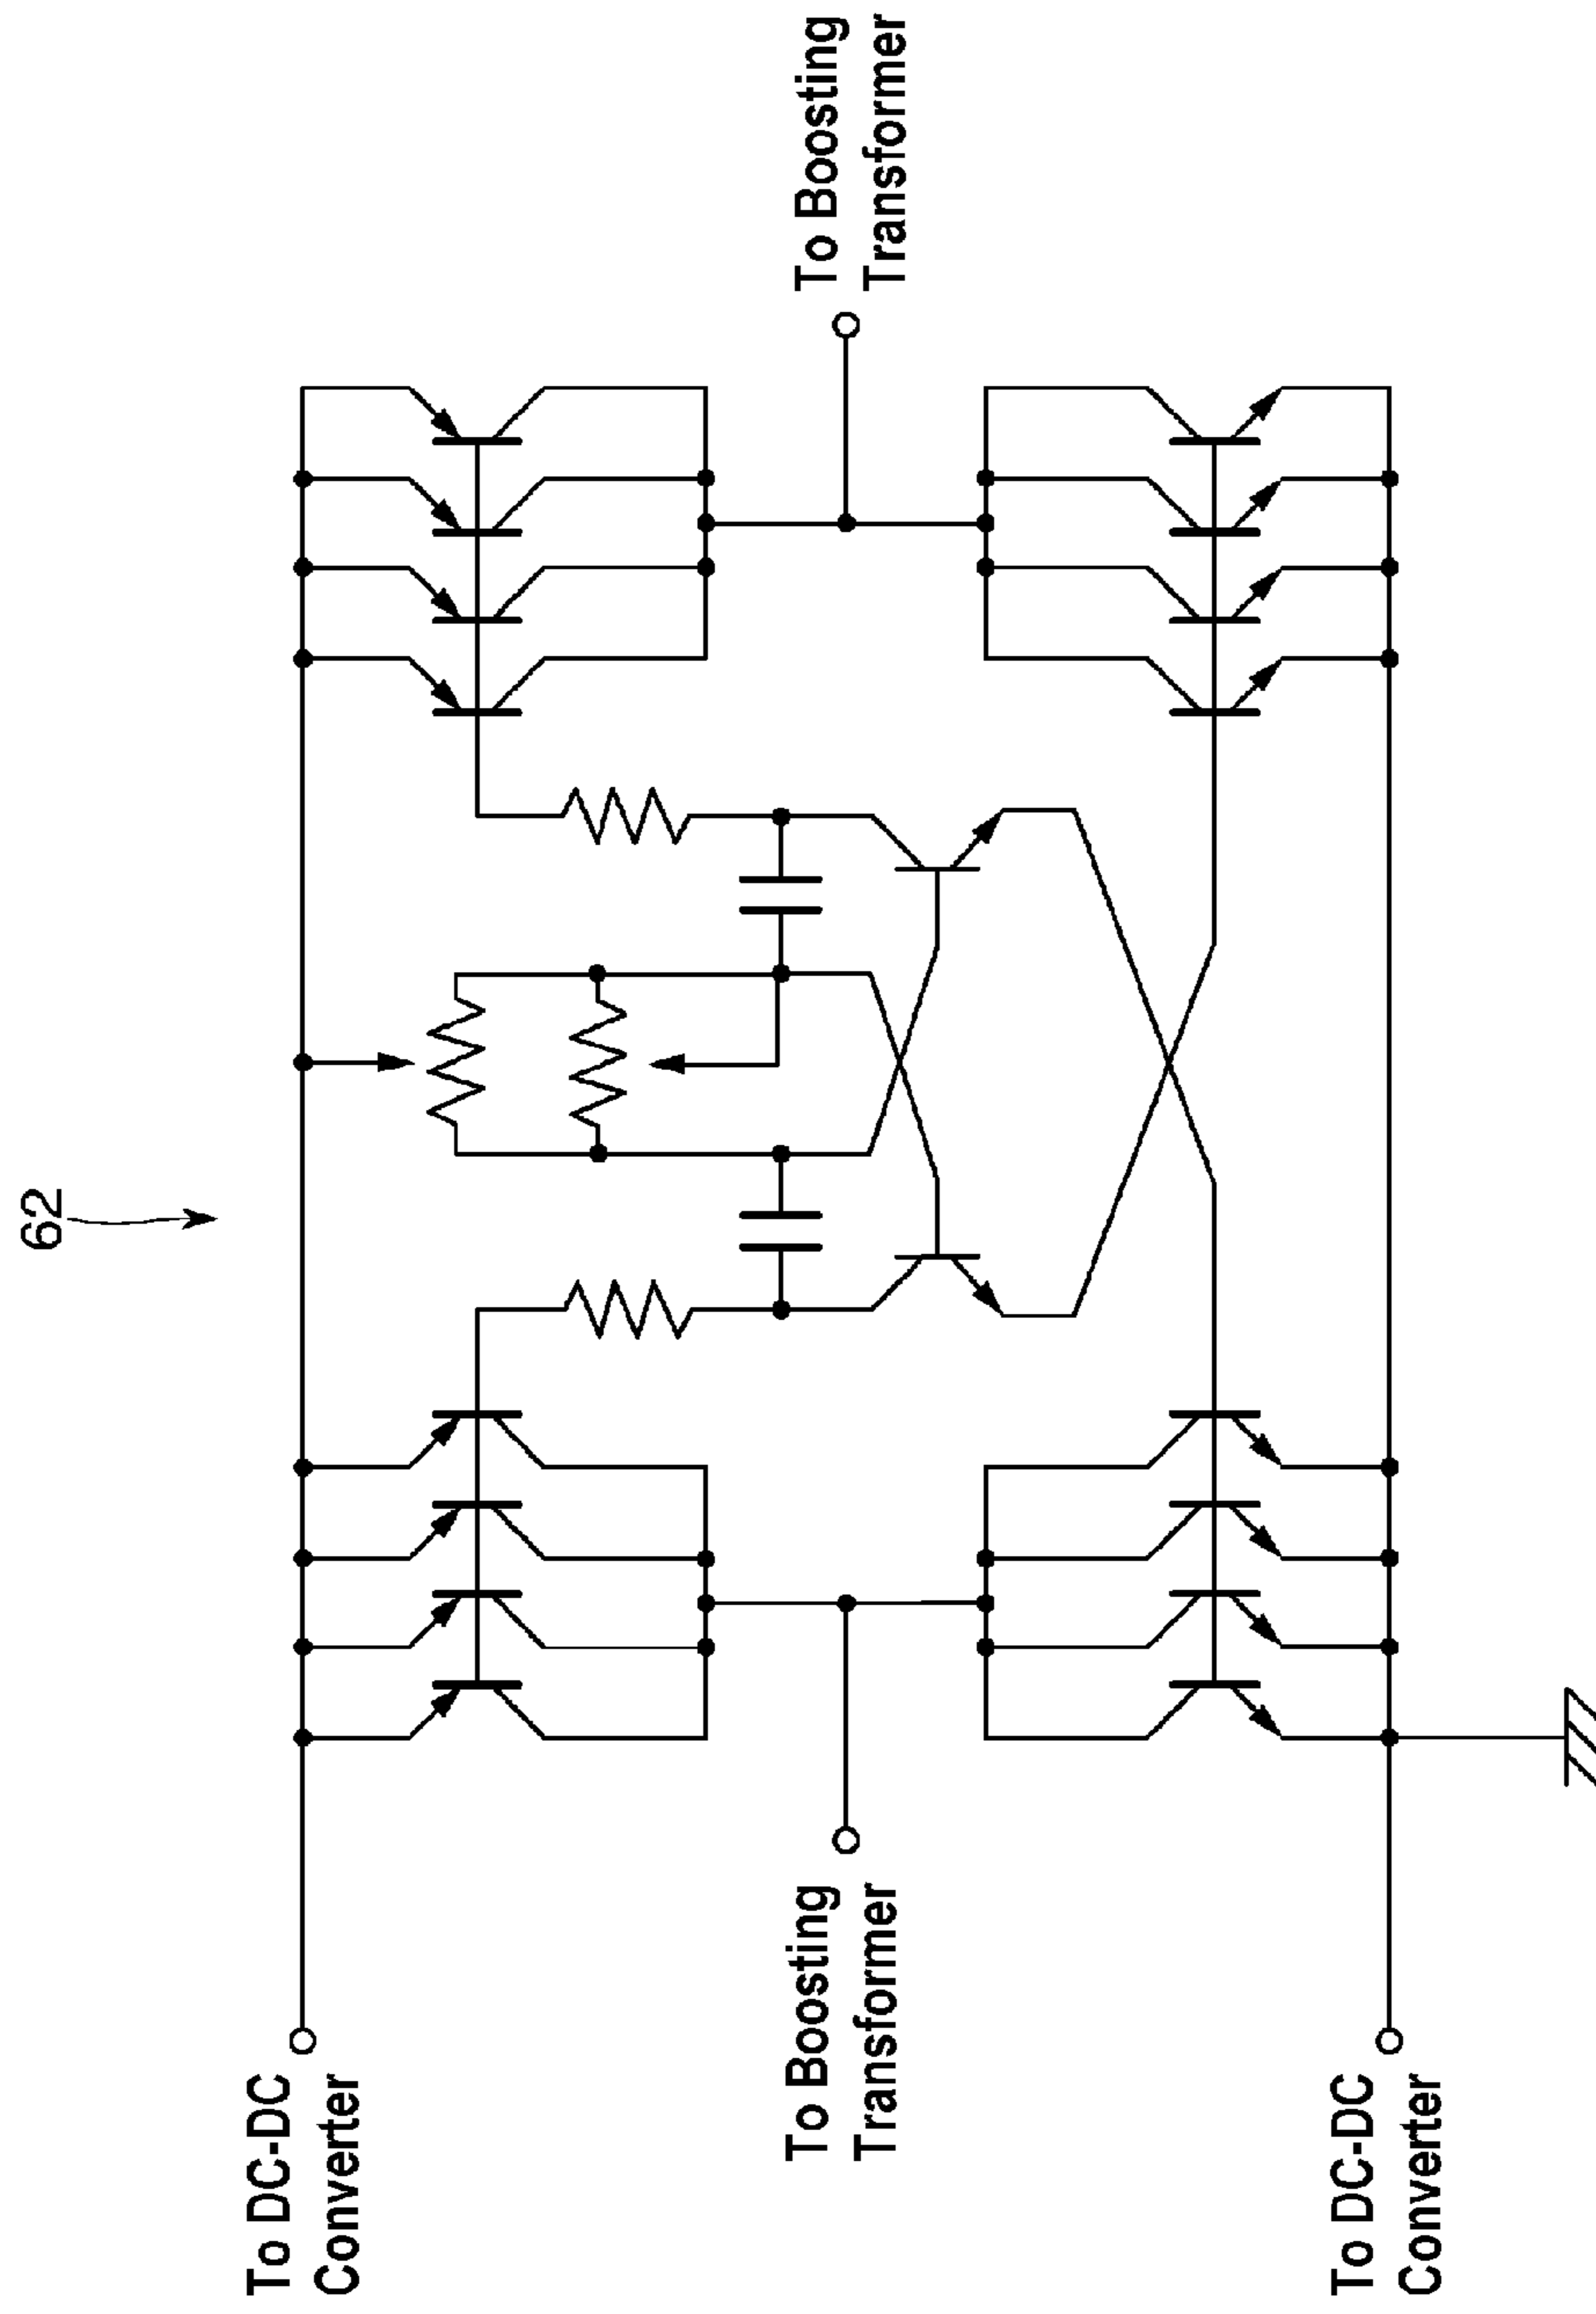 62
To DC-DC
Converter
To Boosting
Transformer
To Boosting
Transformer
To DC-DC
Converter